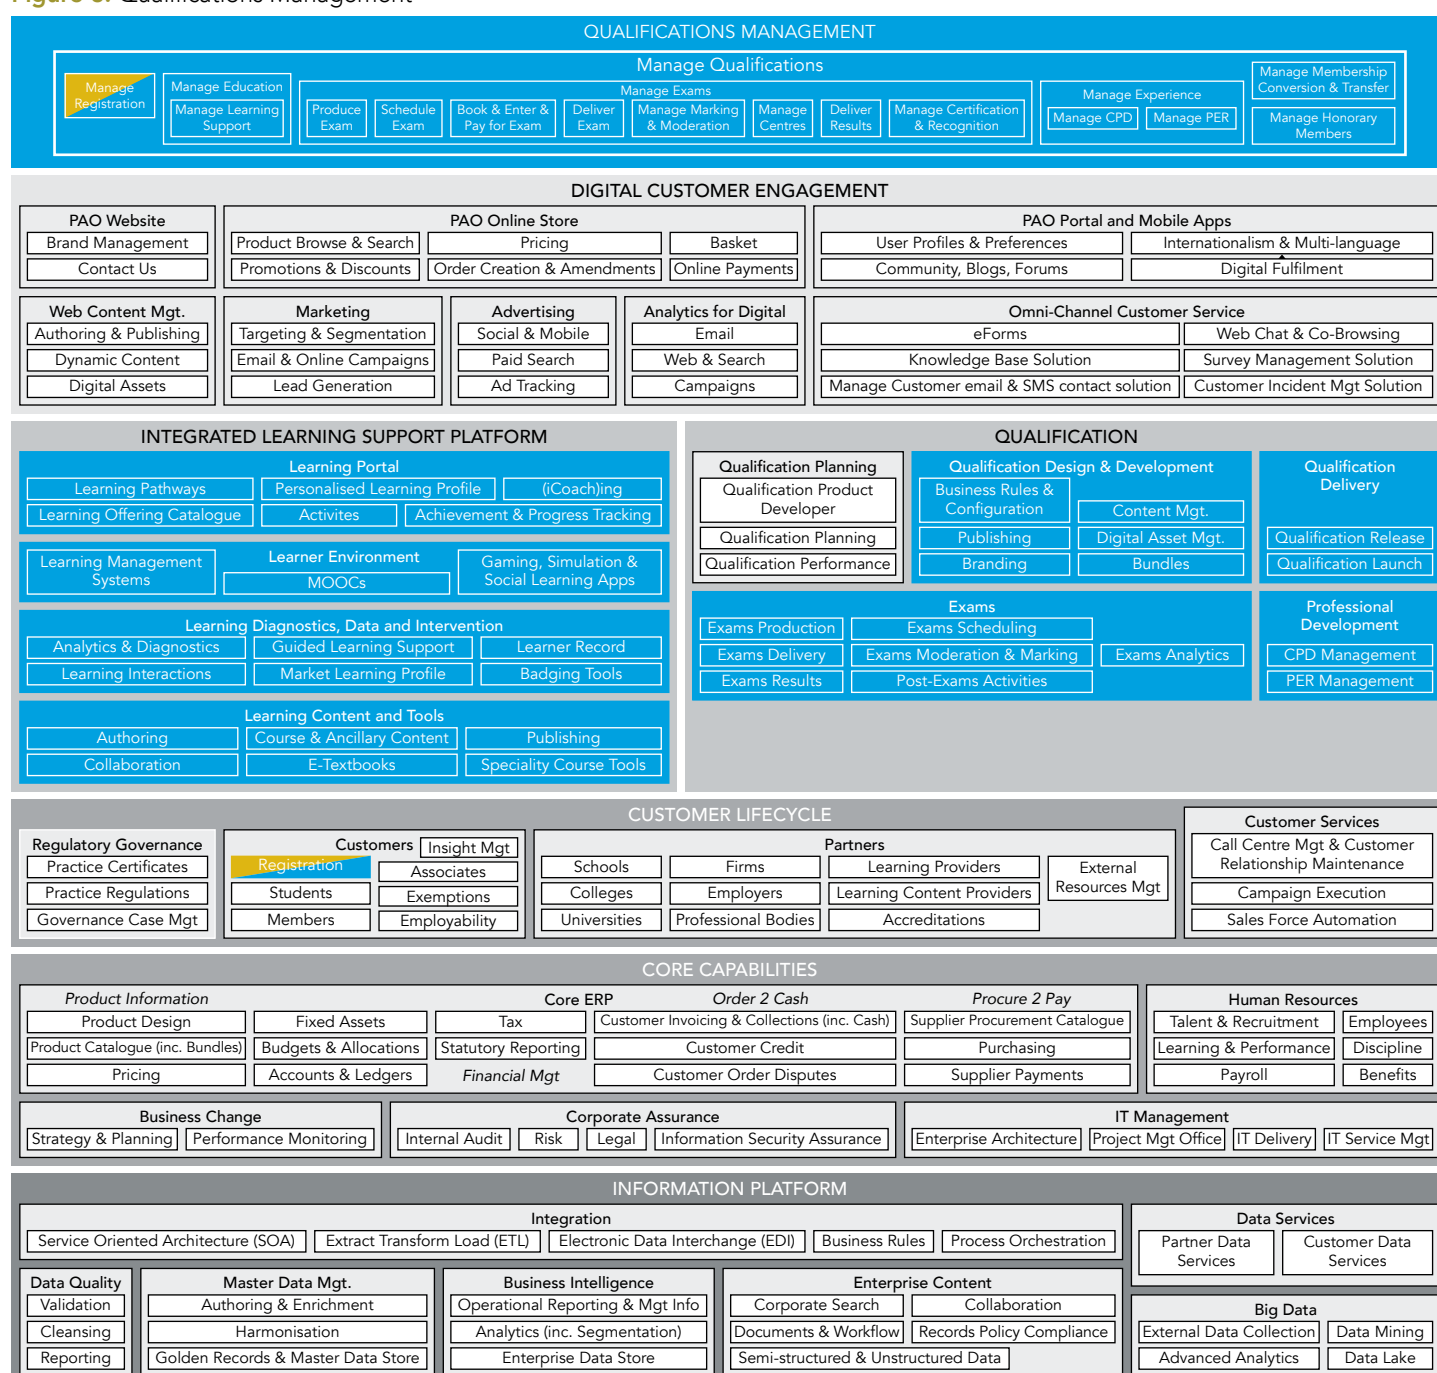 Figure 6: Qualifications Management
QUALIFICATIONS MANAGEMENT
Manage Qualifications
Manage
Registration
Manage Education
Manage Learning
Support
Manage Exams
Produce
Exam
Schedule
Exam
Book & Enter &
Pay for Exam
Deliver
Exam
Manage Marking
& Moderation
Manage
Centres
Deliver
Results
Manage Certification
& Recognition
Manage Experience
Manage CPD
Manage PER
Manage Membership
Conversion & Transfer
Manage Honorary
Members
DIGITAL CUSTOMER ENGAGEMENT
PAO Website
Brand Management
Contact Us
PAO Online Store
Product Browse & Search
Pricing
Basket
Promotions & Discounts
Order Creation & Amendments
Online Payments
PAO Portal and Mobile Apps
User Profiles & Preferences
Internationalism & Multi-language
Community, Blogs, Forums
Digital Fulfilment
Web Content Mgt.
Authoring & Publishing
Dynamic Content
Digital Assets
Marketing
Targeting & Segmentation
Email & Online Campaigns
Lead Generation
Advertising
Social & Mobile
Paid Search
Ad Tracking
Analytics for Digital
Email
Web & Search
Campaigns
Omni-Channel Customer Service
eForms
Web Chat & Co-Browsing
Knowledge Base Solution
Survey Management Solution
Manage Customer email & SMS contact solution
Customer Incident Mgt Solution
INTEGRATED LEARNING SUPPORT PLATFORM
Learning Portal
Learning Pathways
Personalised Learning Profile
(iCoach)ing
Learning Offering Catalogue
Activites
Achievement & Progress Tracking
Learning Management
Systems
Learner Environment
MOOCs
Gaming, Simulation &
Social Learning Apps
Learning Diagnostics, Data and Intervention
Analytics & Diagnostics
Guided Learning Support
Learner Record
Learning Interactions
Market Learning Profile
Badging Tools
Learning Content and Tools
Authoring
Course & Ancillary Content
Publishing
Collaboration
E-Textbooks
Speciality Course Tools
QUALIFICATION
Qualification Planning
Qualification Product
Developer
Qualification Planning
Qualification Performance
Qualification Design & Development
Business Rules &
Configuration
Content Mgt.
Publishing
Digital Asset Mgt.
Branding
Bundles
Qualification
Delivery
Qualification Release
Qualification Launch
Exams
Exams Production
Exams Scheduling
Exams Delivery
Exams Moderation & Marking
Exams Analytics
Exams Results
Post-Exams Activities
Professional
Development
CPD Management
PER Management
CUSTOMER LIFECYCLE
Regulatory Governance
Practice Certificates
Practice Regulations
Governance Case Mgt
Customers
Insight Mgt
Registration
Associates
Students
Exemptions
Members
Employability
Partners
Schools
Firms
Learning Providers
External
Resources Mgt
Colleges
Employers
Learning Content Providers
Universities
Professional Bodies
Accreditations
Customer Services
Call Centre Mgt & Customer
Relationship Maintenance
Campaign Execution
Sales Force Automation
CORE CAPABILITIES
Product Information
Core ERP
Order 2 Cash
Procure 2 Pay
Product Design
Fixed Assets
Tax
Customer Invoicing & Collections (inc. Cash)
Supplier Procurement Catalogue
Product Catalogue (inc. Bundles)
Budgets & Allocations
Statutory Reporting
Customer Credit
Purchasing
Pricing
Accounts & Ledgers
Financial Mgt
Customer Order Disputes
Supplier Payments
Human Resources
Talent & Recruitment
Employees
Learning & Performance
Discipline
Payroll
Benefits
Business Change
Strategy & Planning
Performance Monitoring
Corporate Assurance
Internal Audit
Risk
Legal
Information Security Assurance
IT Management
Enterprise Architecture
Project Mgt Office
IT Delivery
IT Service Mgt
INFORMATION PLATFORM
Integration
Service Oriented Architecture (SOA)
Extract Transform Load (ETL)
Electronic Data Interchange (EDI)
Business Rules
Process Orchestration
Data Services
Partner Data
Services
Customer Data
Services
Data Quality
Validation
Cleansing
Reporting
Master Data Mgt.
Authoring & Enrichment
Harmonisation
Golden Records & Master Data Store
Business Intelligence
Operational Reporting & Mgt Info
Analytics (inc. Segmentation)
Enterprise Data Store
Enterprise Content
Corporate Search
Collaboration
Documents & Workflow
Records Policy Compliance
Semi-structured & Unstructured Data
Big Data
External Data Collection
Data Mining
Advanced Analytics
Data Lake